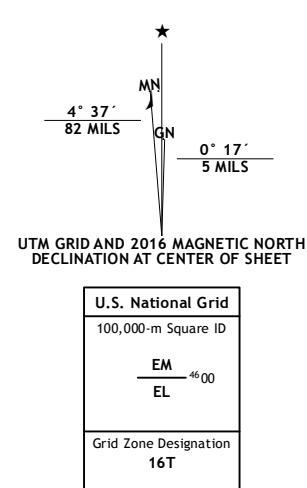 ★
MN
4° 37´
82 MILS
GN
0° 17´
5 MILS
UTM GRID AND 2016 MAGNETIC NORTH
DECLINATION AT CENTER OF SHEET
U.S. National Grid
100,000-m Square ID
EM
4600
EL
Grid Zone Designation
16T